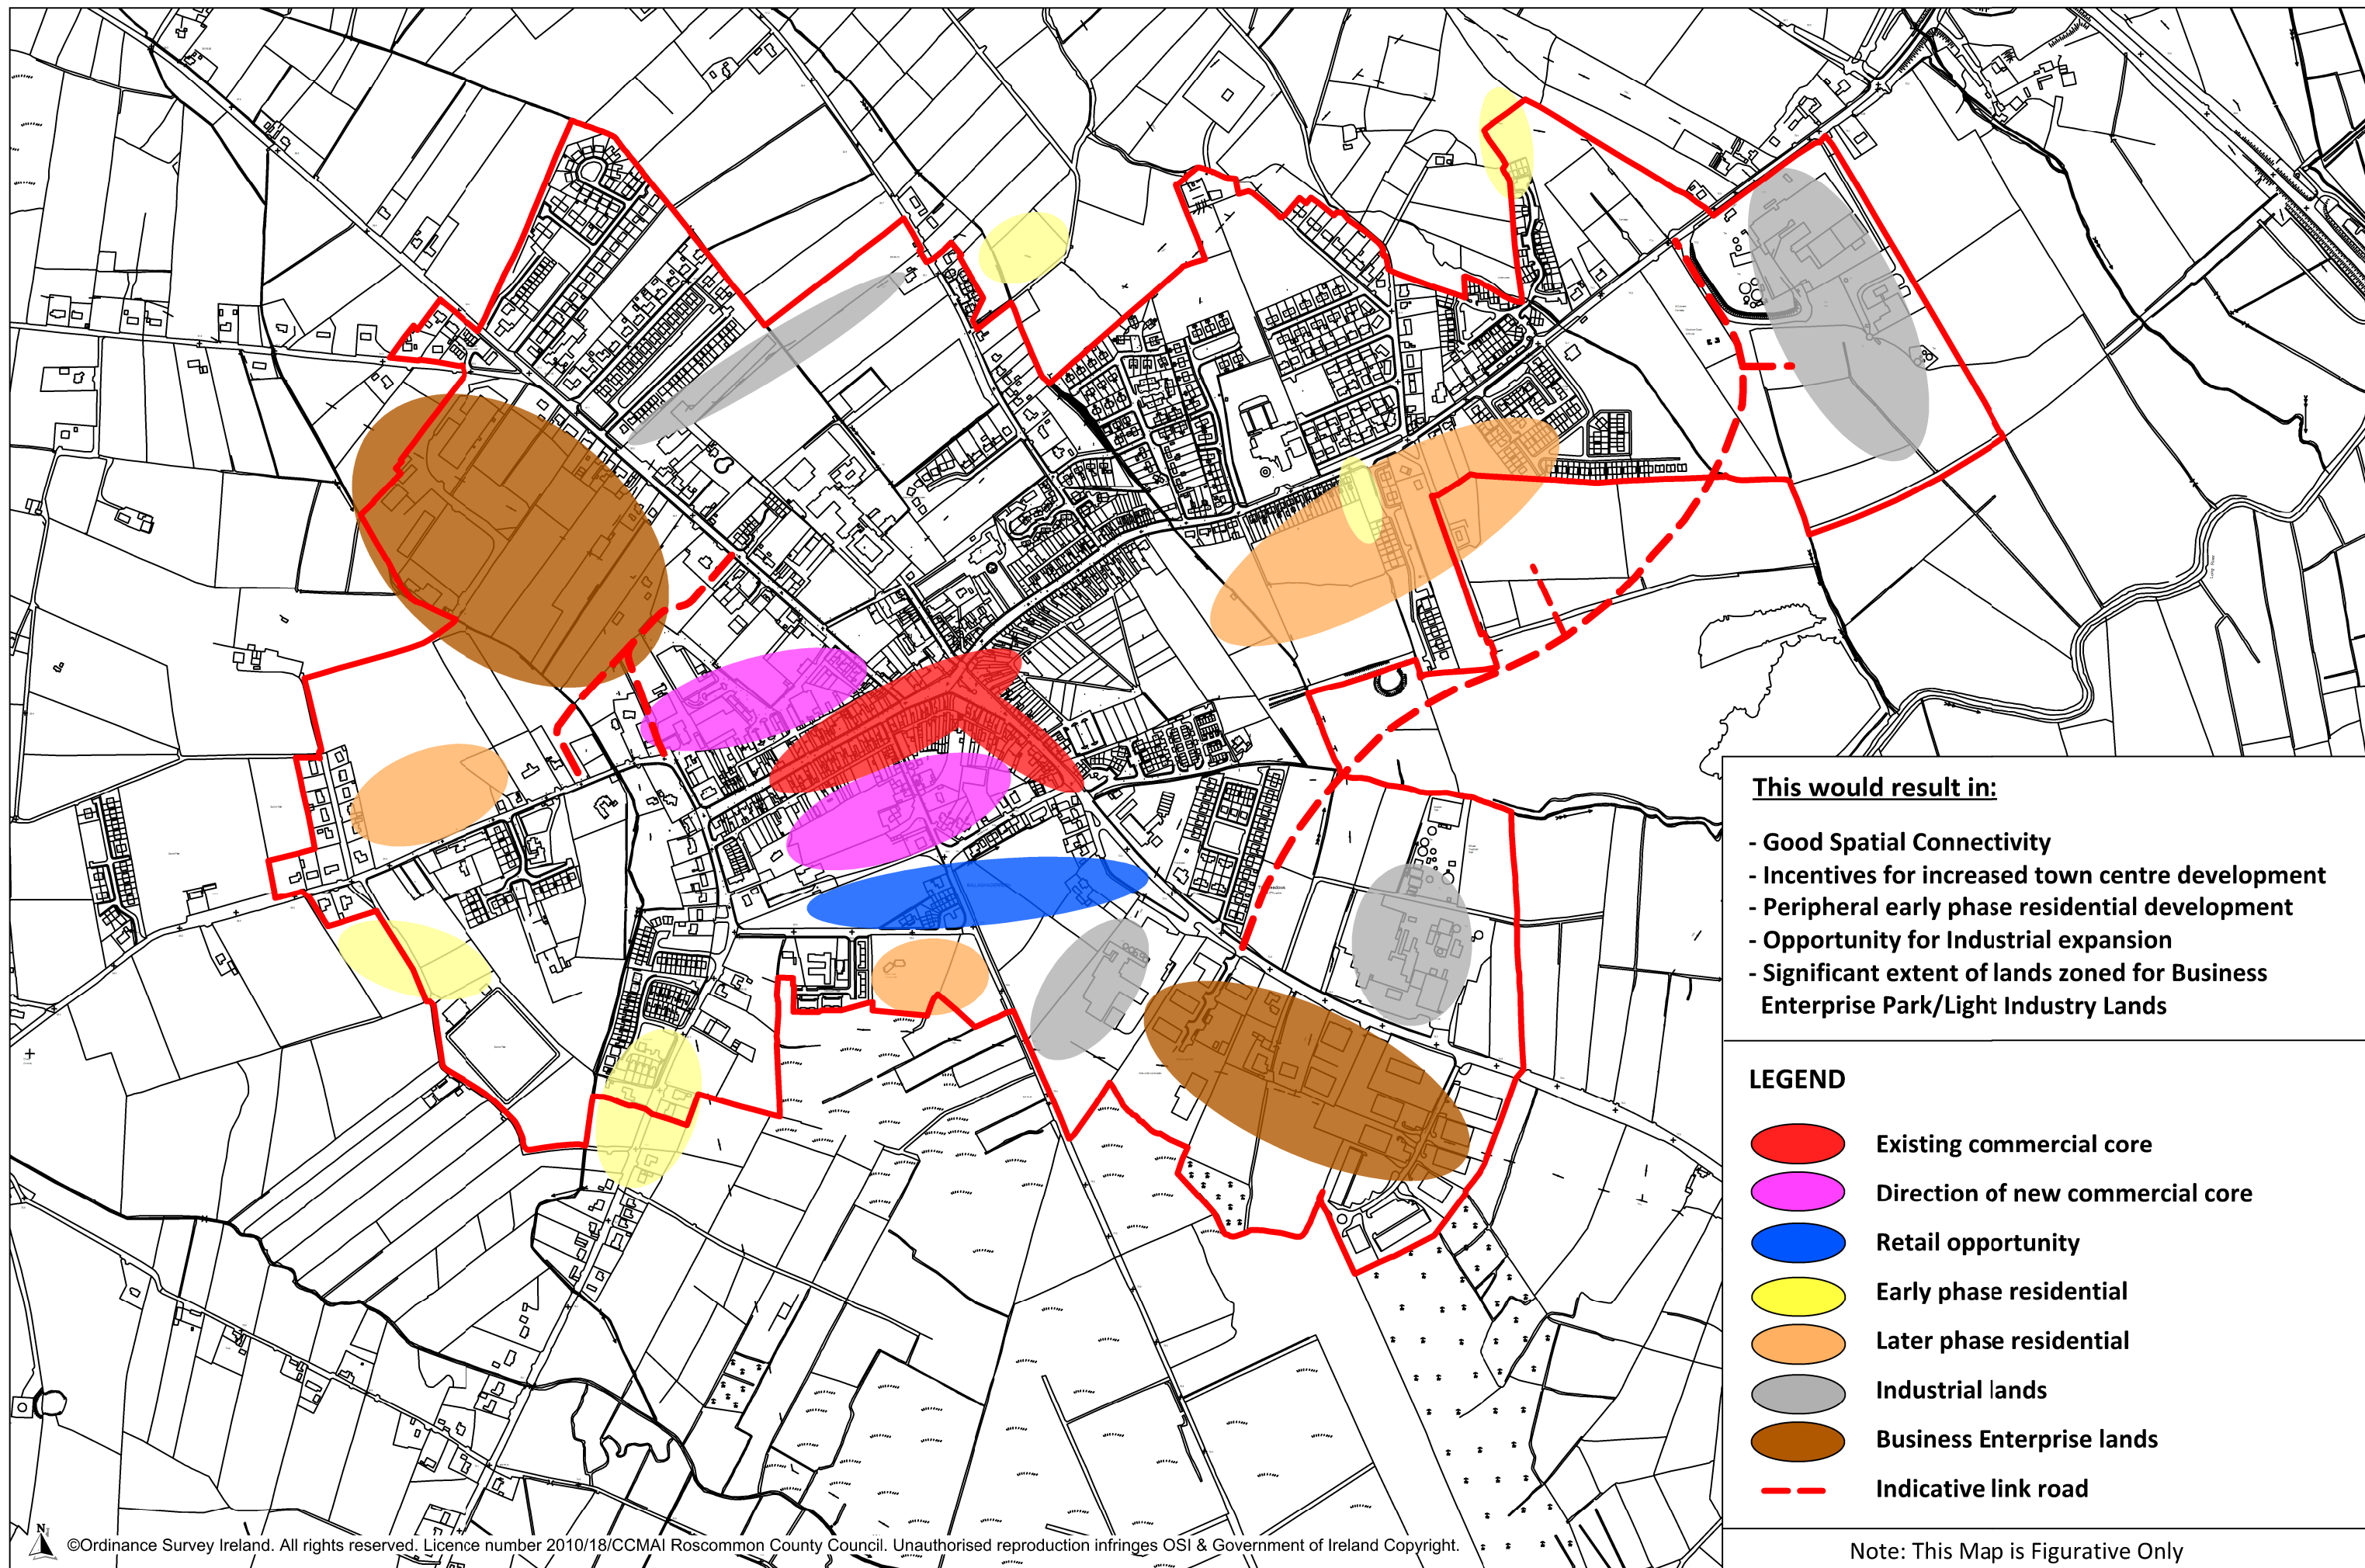 This would result in:
- Good Spatial Connectivity
- Incentives for increased town centre development
- Peripheral early phase residential development
- Opportunity for Industrial expansion
- Significant extent of lands zoned for Business
Enterprise Park/Light Industry Lands
LEGEND
Existing commercial core
Direction of new commercial core
Retail opportunity
Early phase residential
Later phase residential
Industrial lands
Business Enterprise lands
Indicative link road
Note: This Map is Figurative Only
N
©Ordinance Survey Ireland. All rights reserved. Licence number 2010/18/CCMAI Roscommon County Council. Unauthorised reproduction infringes OSI & Government of Ireland Copyright.